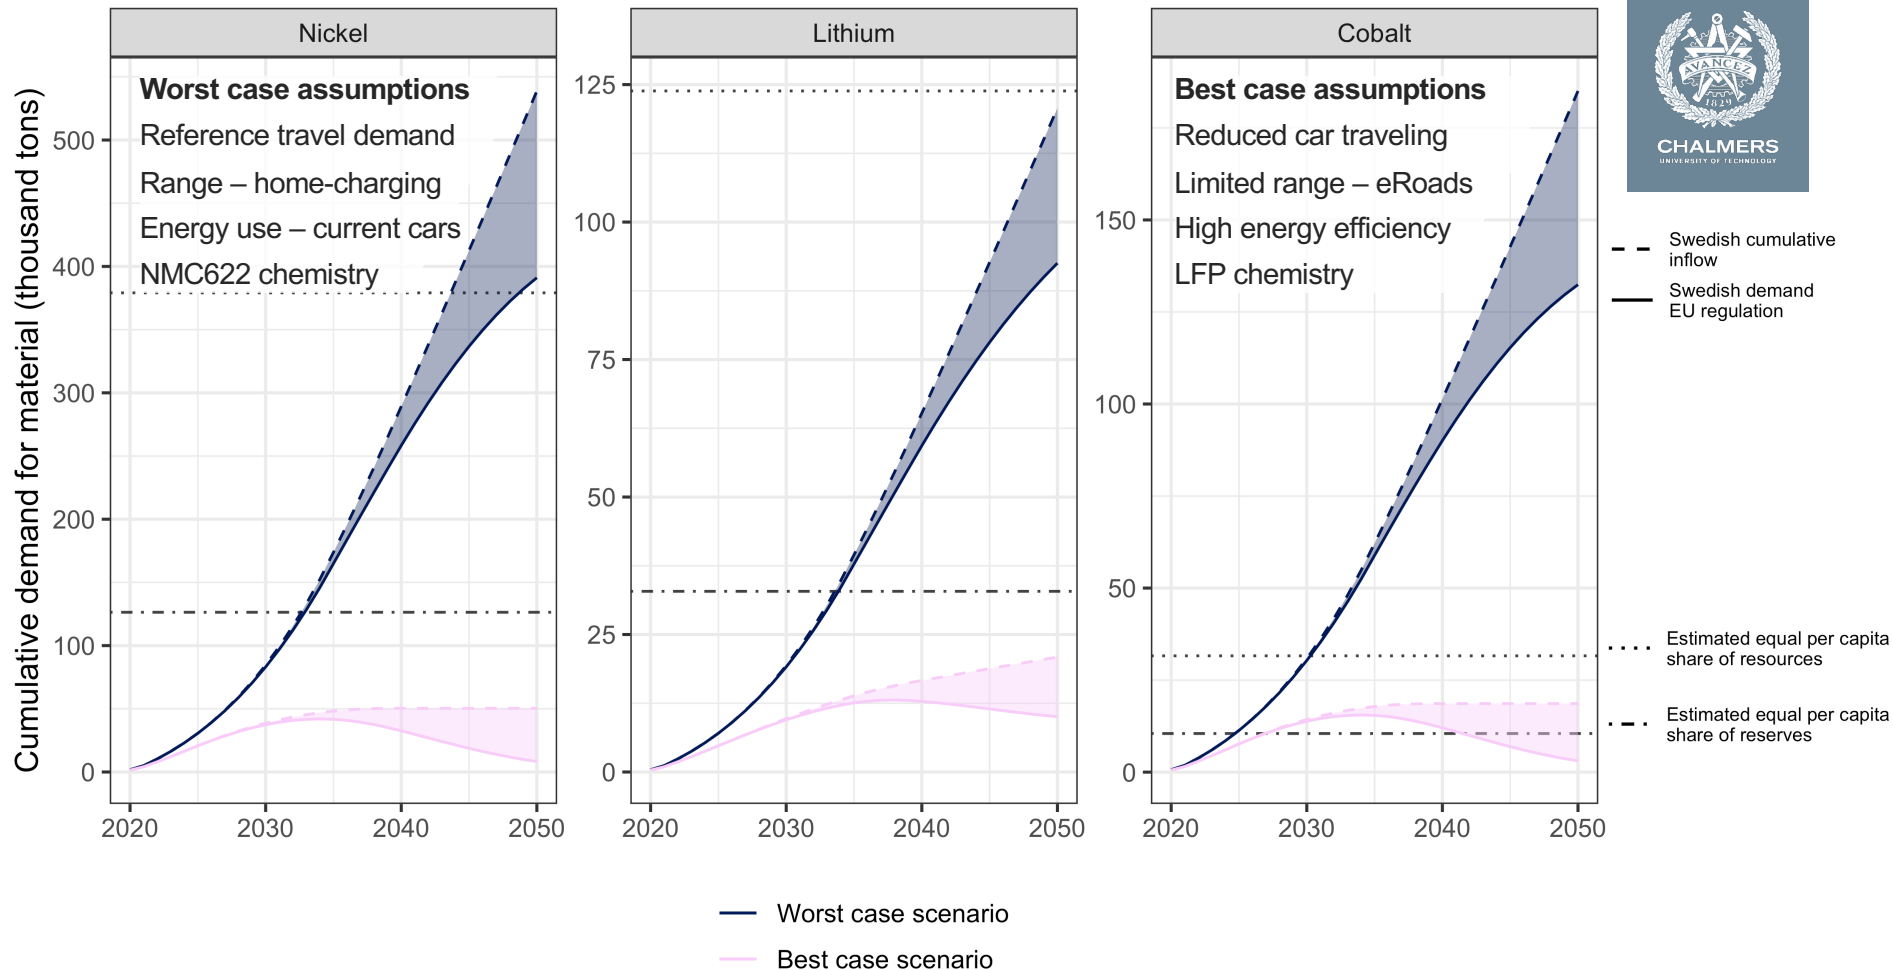 Nickel
Lithium
Cobalt
Cumulative demand for material (thousand tons)
Worst case assumptions
Reference travel demand
Range – home-charging
Energy use – current cars
NMC622 chemistry
500
400
300
200
100
0
2020
2030
2040
2050
125
100
75
50
25
0
2020
2030
2040
2050
Best case assumptions
Reduced car traveling
Limited range – eRoads
High energy efficiency
LFP chemistry
150
100
50
0
2020
2030
2040
2050
AVANCEZ
1829
CHALMERS
UNIVERSITY OF TECHNOLOGY
Swedish cumulative
inflow
Swedish demand
EU regulation
Estimated equal per capita
share of resources
Estimated equal per capita
share of reserves
Worst case scenario
Best case scenario